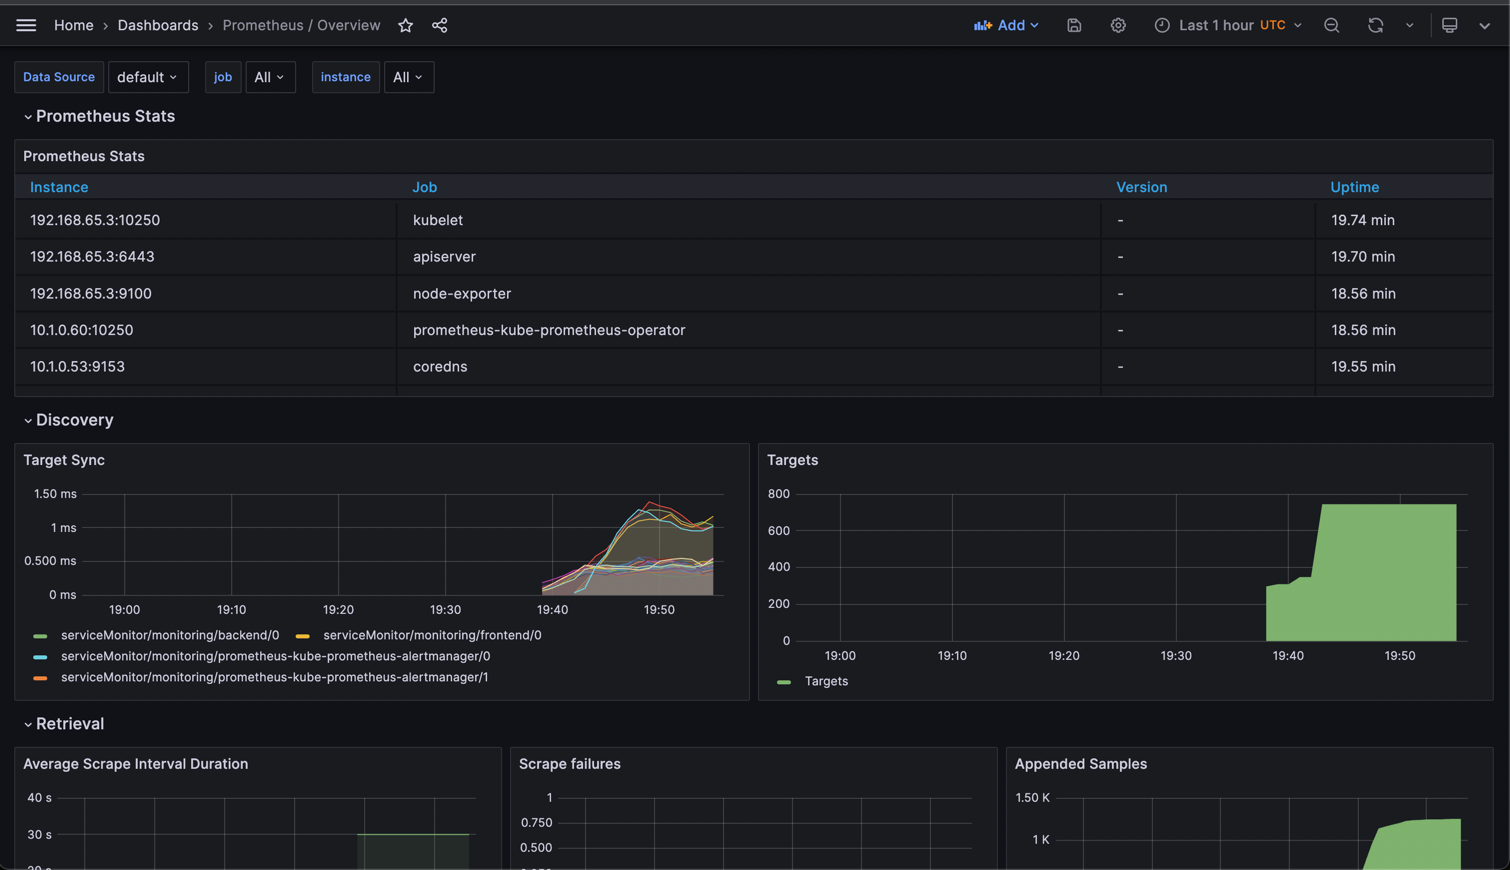 Home › Dashboards › Prometheus / Overview Add Last 1 hour UTC
Data Source default job All instance All
Prometheus Stats
Prometheus Stats
Instance Job Version Uptime
192.168.65.3:10250 kubelet - 19.74 min
192.168.65.3:6443 apiserver - 19.70 min
192.168.65.3:9100 node-exporter - 18.56 min
10.1.0.60:10250 prometheus-kube-prometheus-operator - 18.56 min
10.1.0.53:9153 coredns - 19.55 min
Discovery
Target Sync
1.50 ms
1 ms
0.500 ms
0 ms
19:00 19:10 19:20 19:30 19:40 19:50
serviceMonitor/monitoring/backend/0 serviceMonitor/monitoring/frontend/0
serviceMonitor/monitoring/prometheus-kube-prometheus-alertmanager/0
serviceMonitor/monitoring/prometheus-kube-prometheus-alertmanager/1
Targets
800
600
400
200
0
19:00 19:10 19:20 19:30 19:40 19:50
Targets
Retrieval
Average Scrape Interval Duration
40 s
30 s
Scrape failures
1
0.750
0.500
Appended Samples
1.50 K
1 K